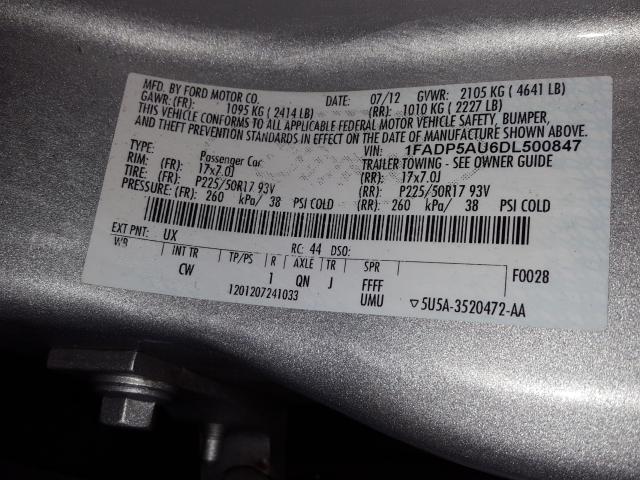 MFD. BY FORD MOTOR CO. DATE: 07/12 GVWR: 2105 KG ( 4641 LB)
GAWR: (FR): 1095 KG ( 2414 LB) (RR): 1010 KG ( 2227 LB)
THIS VEHICLE CONFORMS TO ALL APPLICABLE FEDERAL MOTOR VEHICLE SAFETY, BUMPER,
AND THEFT PREVENTION STANDARDS IN EFFECT ON THE DATE OF MANUFACTURE SHOWN ABOVE.
VIN: 1FADP5AU6DL500847
TYPE: Passenger Car TRAILER TOWING - SEE OWNER GUIDE
RIM: (FR): 17x7.0J (RR): 17x7.0J
TIRE: (FR): P225/50R17 93V (RR): P225/50R17 93V
PRESSURE: (FR): 260 kPa/ 38 PSI COLD (RR): 260 kPa/ 38 PSI COLD
EXT PNT: UX RC: 44 DSO:
WB INT TR TP/PS R AXLE TR SPR F0028
CW 1 QN J FFFF
1201207241033 UMU ▽5U5A-3520472-AA